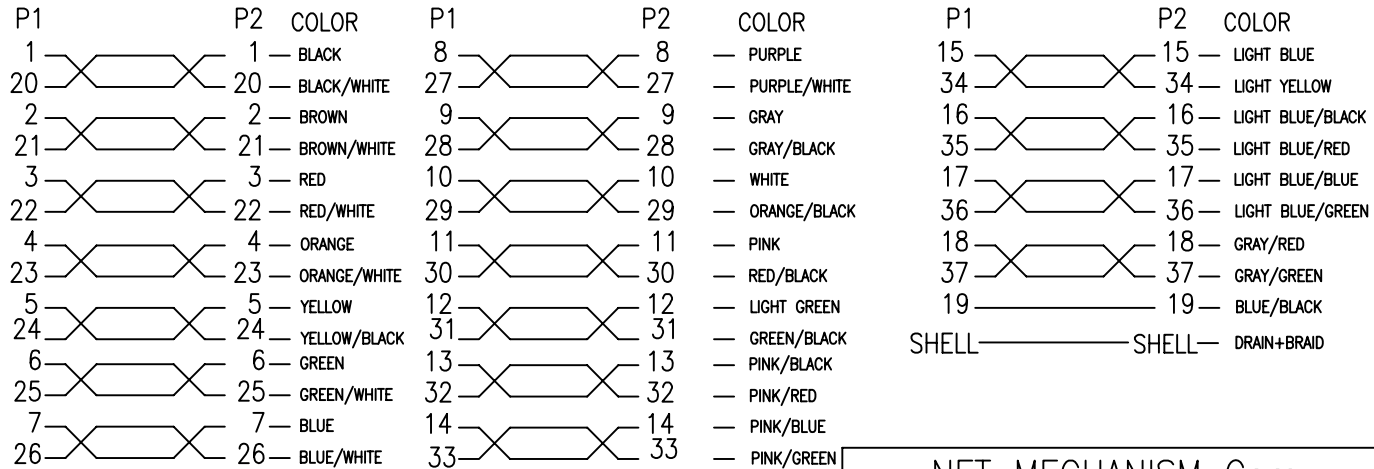 P1 P2 COLOR
1 1 BLACK
20 20 BLACK/WHITE
2 2 BROWN
21 21 BROWN/WHITE
3 3 RED
22 22 RED/WHITE
4 4 ORANGE
23 23 ORANGE/WHITE
5 5 YELLOW
24 24 YELLOW/BLACK
6 6 GREEN
25 25 GREEN/WHITE
7 7 BLUE
26 26 BLUE/WHITE
P1 P2 COLOR
8 8 PURPLE
27 27 PURPLE/WHITE
9 9 GRAY
28 28 GRAY/BLACK
10 10 WHITE
29 29 ORANGE/BLACK
11 11 PINK
30 30 RED/BLACK
12 12 LIGHT GREEN
31 31 GREEN/BLACK
13 13 PINK/BLACK
32 32 PINK/RED
14 14 PINK/BLUE
33 33 PINK/GREEN
P1 P2 COLOR
15 15 LIGHT BLUE
34 34 LIGHT YELLOW
16 16 LIGHT BLUE/BLACK
35 35 LIGHT BLUE/RED
17 17 LIGHT BLUE/BLUE
36 36 LIGHT BLUE/GREEN
18 18 GRAY/RED
37 37 GRAY/GREEN
19 19 BLUE/BLACK
SHELL SHELL DRAIN+BRAID
NET MECHANISM